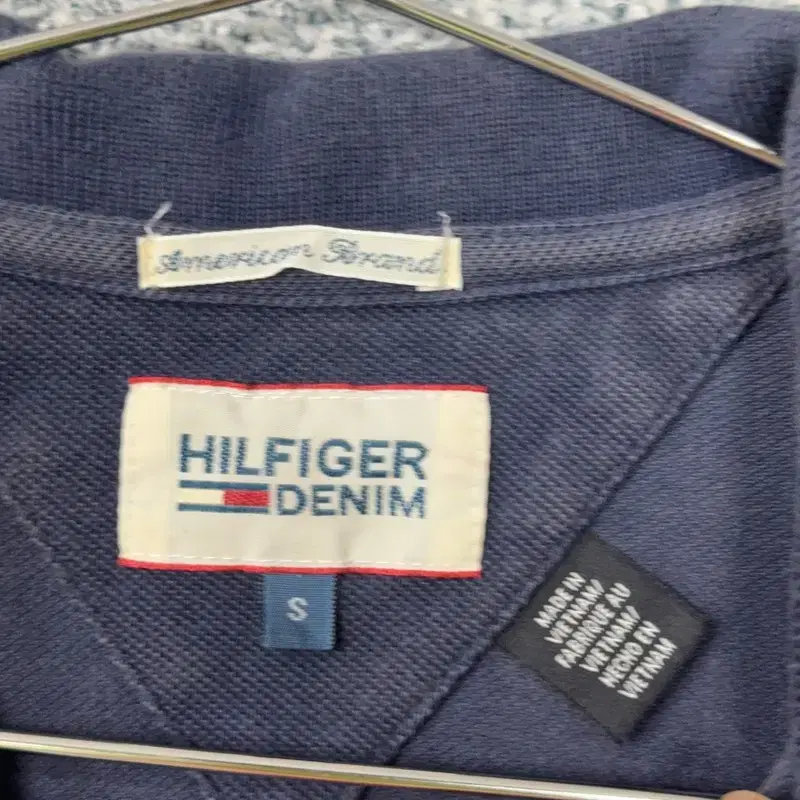 American Brand
HILFIGER
DENIM
S
MADE IN
VIETNAM/
FABRIQUE AU
VIETNAM/
HECHO EN
VIETNAM